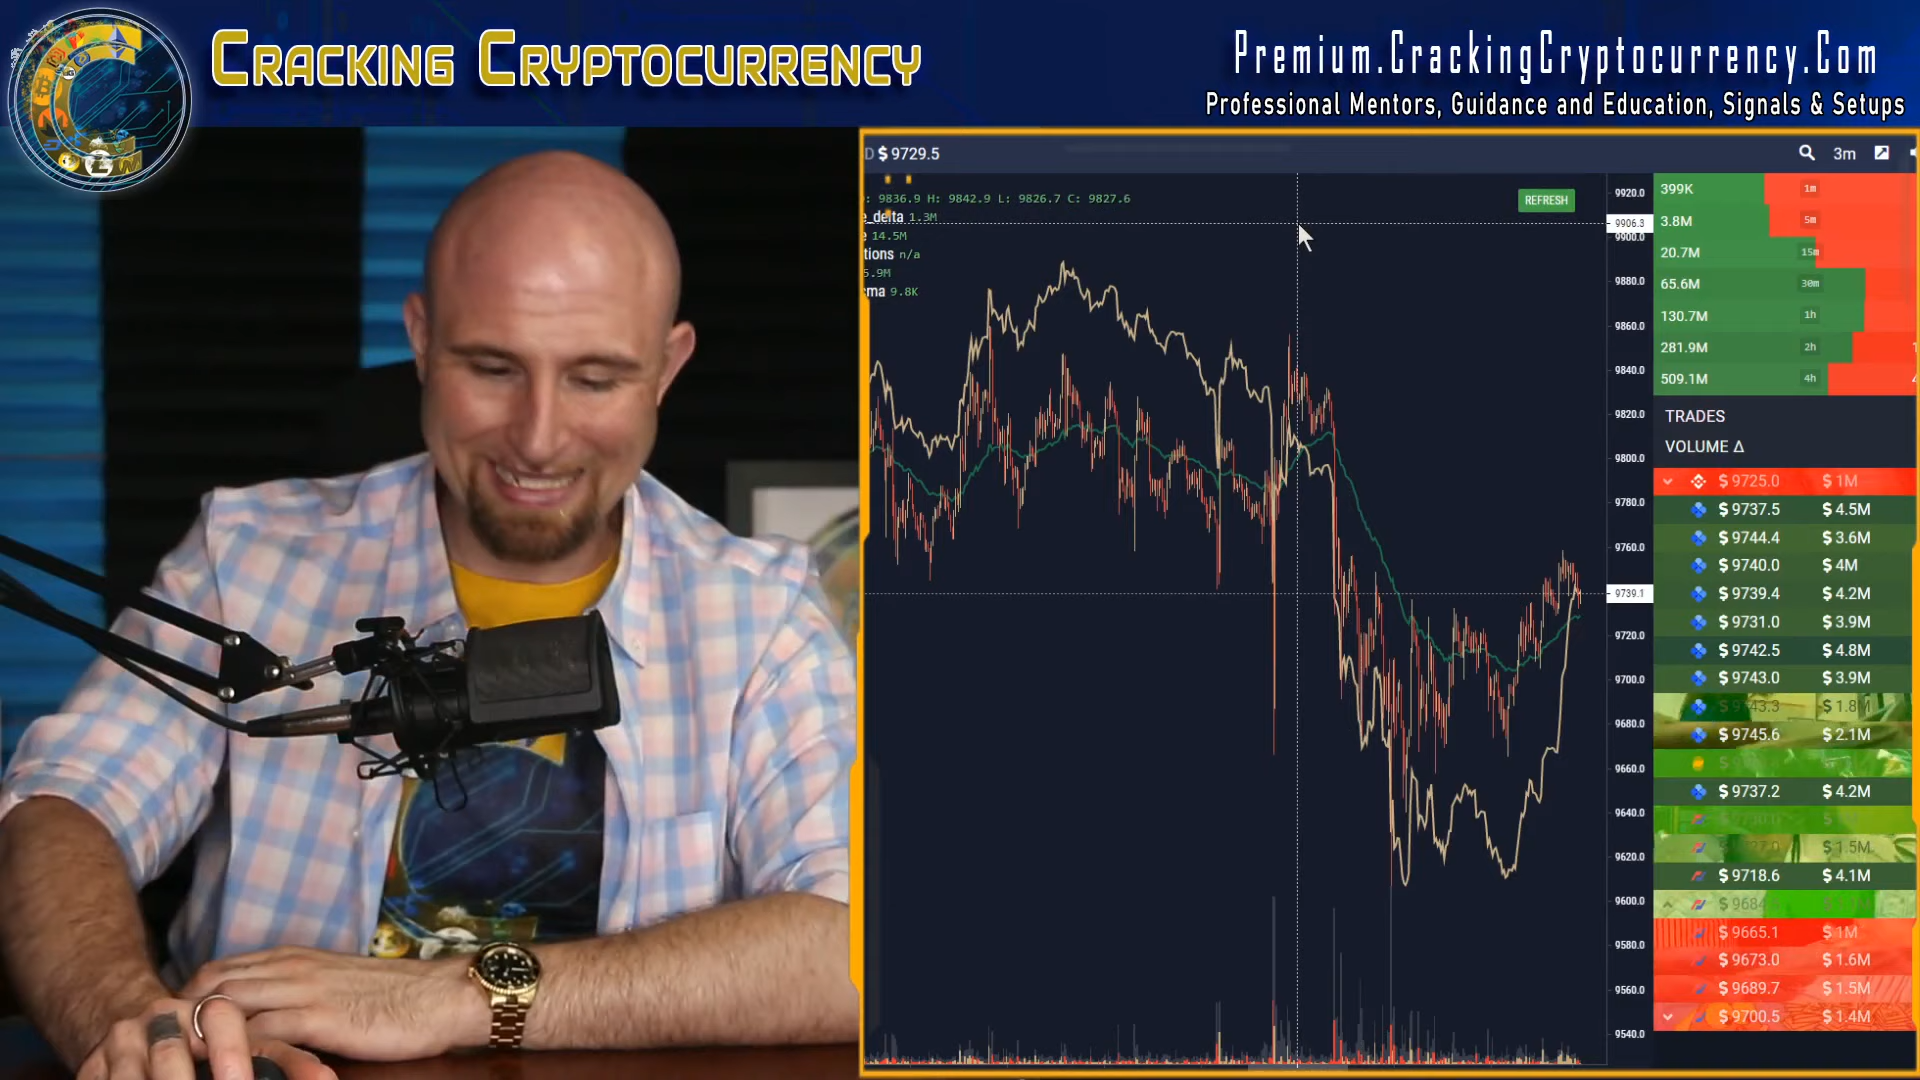 CRACKING CRYPTOCURRENCY
Premium.CrackingCryptocurrency.Com
Professional Mentors, Guidance and Education, Signals & Setups
D $ 9729.5
3m
: 9836.9 H: 9842.9 L: 9826.7 C: 9827.6
REFRESH
e_delta 1.3M
e 14.5M
tions n/a
5.9M
sma 9.8K
9920.0
9906.3
9900.0
9880.0
9860.0
9840.0
9820.0
9800.0
9780.0
9760.0
9739.1
9720.0
9700.0
9680.0
9660.0
9640.0
9620.0
9600.0
9580.0
9560.0
9540.0
399K 1m
3.8M 5m
20.7M 15m
65.6M 30m
130.7M 1h
281.9M 2h 1
509.1M 4h
TRADES
VOLUME Δ
$ 9725.0 $ 1M
$ 9737.5 $ 4.5M
$ 9744.4 $ 3.6M
$ 9740.0 $ 4M
$ 9739.4 $ 4.2M
$ 9731.0 $ 3.9M
$ 9742.5 $ 4.8M
$ 9743.0 $ 3.9M
$ 9743.3 $ 1.8M
$ 9745.6 $ 2.1M
$ 9737.2 $ 4.2M
$ 1.5M
$ 9718.6 $ 4.1M
$ 9665.1 $ 1M
$ 9673.0 $ 1.6M
$ 9689.7 $ 1.5M
$ 9700.5 $ 1.4M